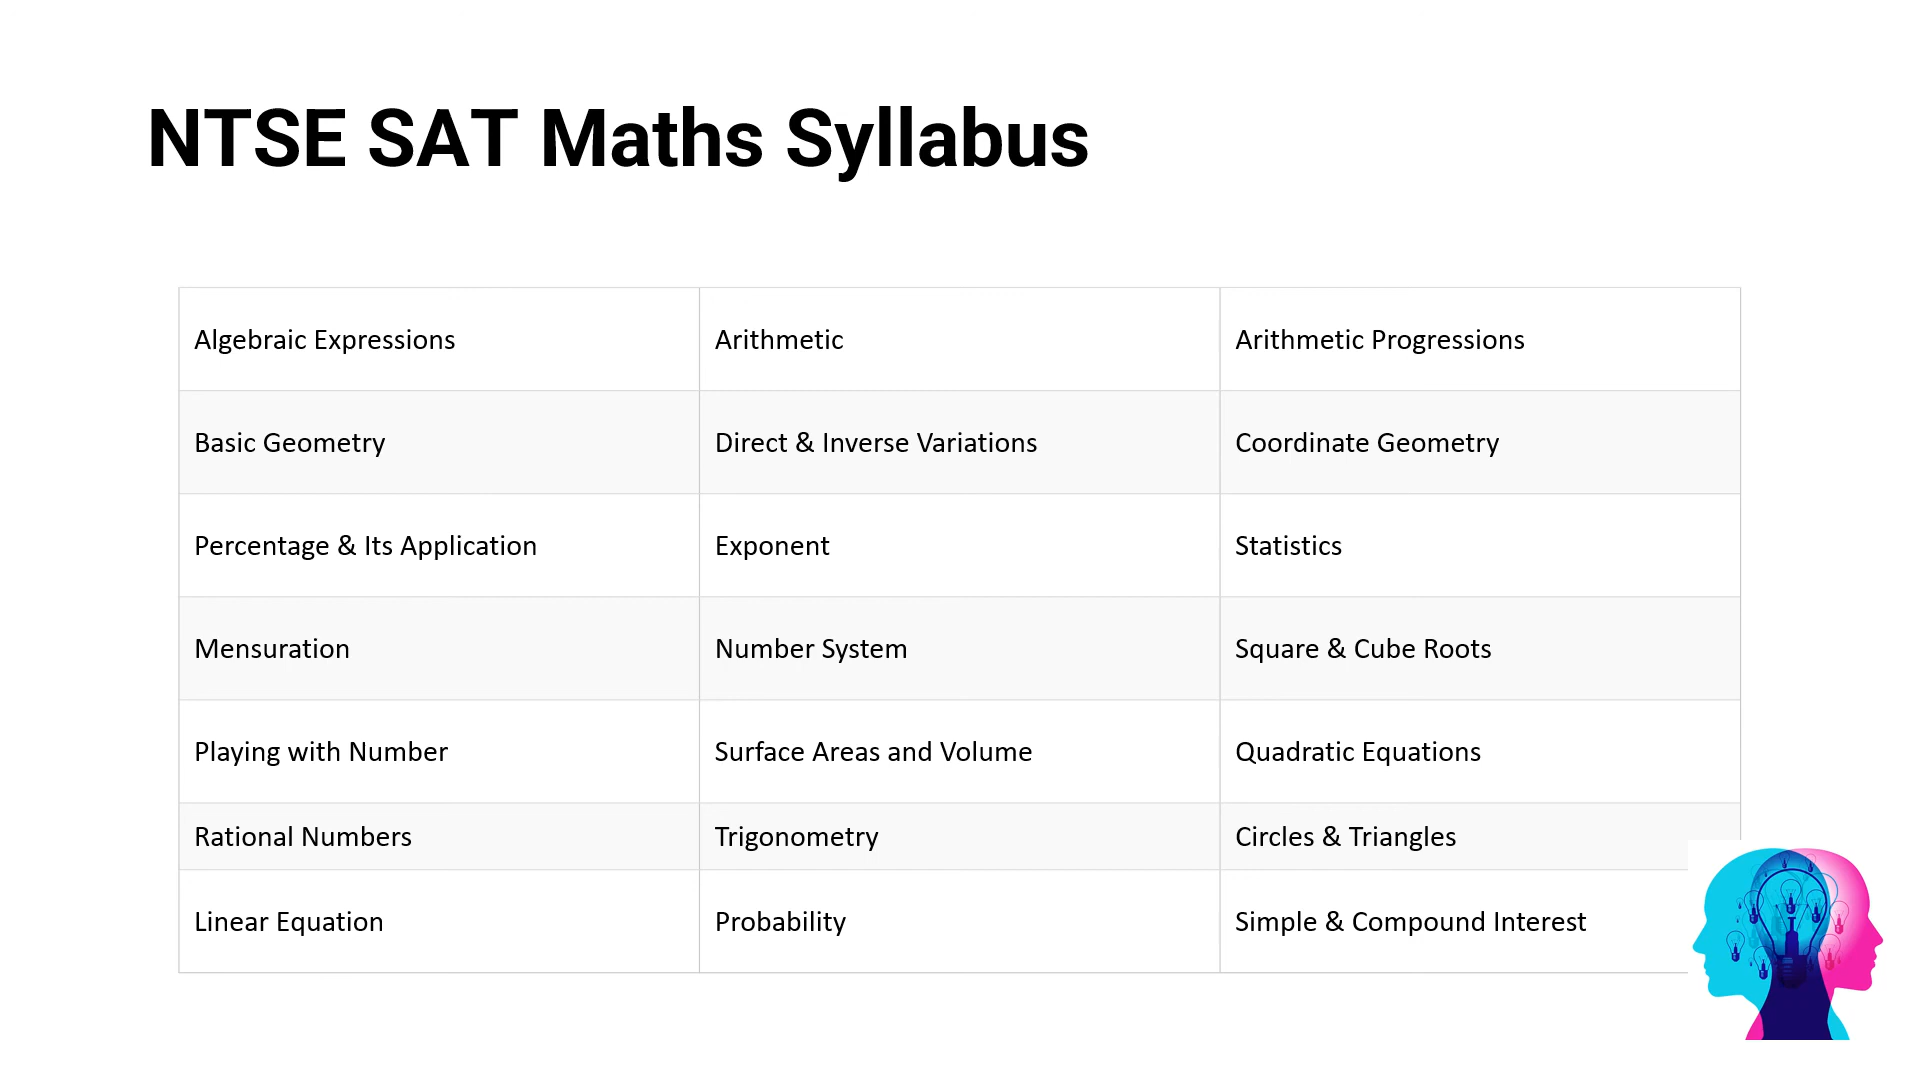 NTSE SAT Maths Syllabus
Algebraic Expressions Arithmetic Arithmetic Progressions
Basic Geometry Direct & Inverse Variations Coordinate Geometry
Percentage & Its Application Exponent Statistics
Mensuration Number System Square & Cube Roots
Playing with Number Surface Areas and Volume Quadratic Equations
Rational Numbers Trigonometry Circles & Triangles
Linear Equation Probability Simple & Compound Interest